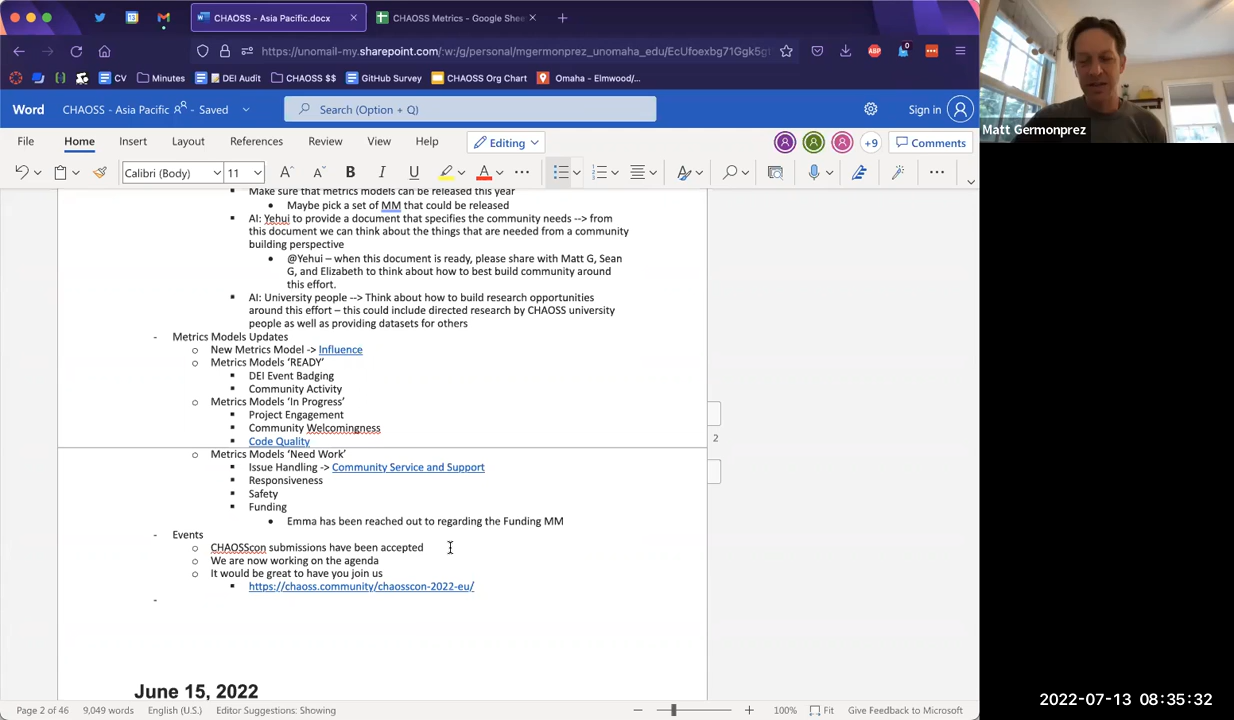 CHAOSS - Asia Pacific.docx
CHAOSS Metrics - Google Shee
https://unomail-my.sharepoint.com/:w:/g/personal/mgermonprez_unomaha_edu/EcUfoexbg71Ggk5g
CV
Minutes
DEI Audit
CHAOSS $$
GitHub Survey
CHAOSS Org Chart
Omaha - Elmwood/...
Word
CHAOSS - Asia Pacific - Saved
Search (Option + Q)
Sign in
File
Home
Insert
Layout
References
Review
View
Help
Editing
+9
Comments
Calibri (Body)
11
Make sure that metrics models can be released this year
Maybe pick a set of MM that could be released
AI: Yehui to provide a document that specifies the community needs --> from
this document we can think about the things that are needed from a community
building perspective
@Yehui – when this document is ready, please share with Matt G, Sean
G, and Elizabeth to think about how to best build community around
this effort.
AI: University people --> Think about how to build research opportunities
around this effort – this could include directed research by CHAOSS university
people as well as providing datasets for others
- Metrics Models Updates
New Metrics Model -> Influence
Metrics Models ‘READY’
DEI Event Badging
Community Activity
Metrics Models ‘In Progress’
Project Engagement
Community Welcomingness
Code Quality
2
Metrics Models ‘Need Work’
Issue Handling -> Community Service and Support
Responsiveness
Safety
Funding
Emma has been reached out to regarding the Funding MM
- Events
CHAOSScon submissions have been accepted
We are now working on the agenda
It would be great to have you join us
https://chaoss.community/chaosscon-2022-eu/
-
June 15, 2022
Page 2 of 46
9,049 words
English (U.S.)
Editor Suggestions: Showing
100%
Fit
Give Feedback to Microsoft
Matt Germonprez
2022-07-13 08:35:32